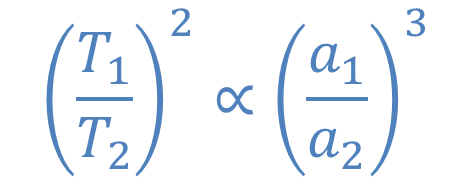 (T₁/T₂)² ∝ (a₁/a₂)³